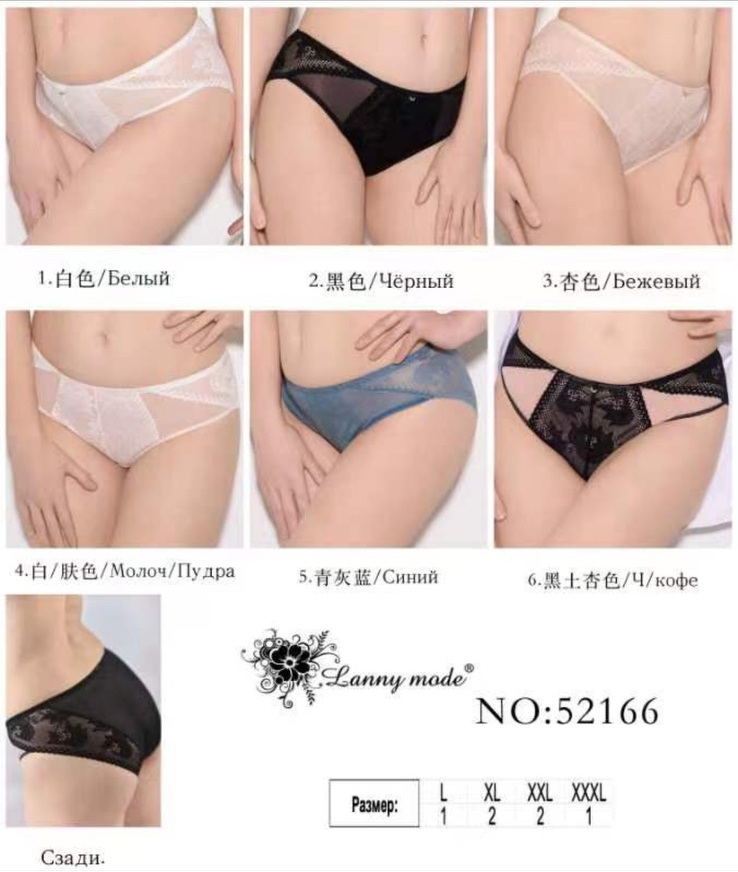 1.白色/Белый
2.黑色/Чёрный
3.杏色/Бежевый
4.白/肤色/Молоч/Пудра
5.青灰蓝/Синий
6.黑土杏色/Ч/кофе
Lanny mode®
NO:52166
Размер: L XL XXL XXXL
1 2 2 1
Сзади.